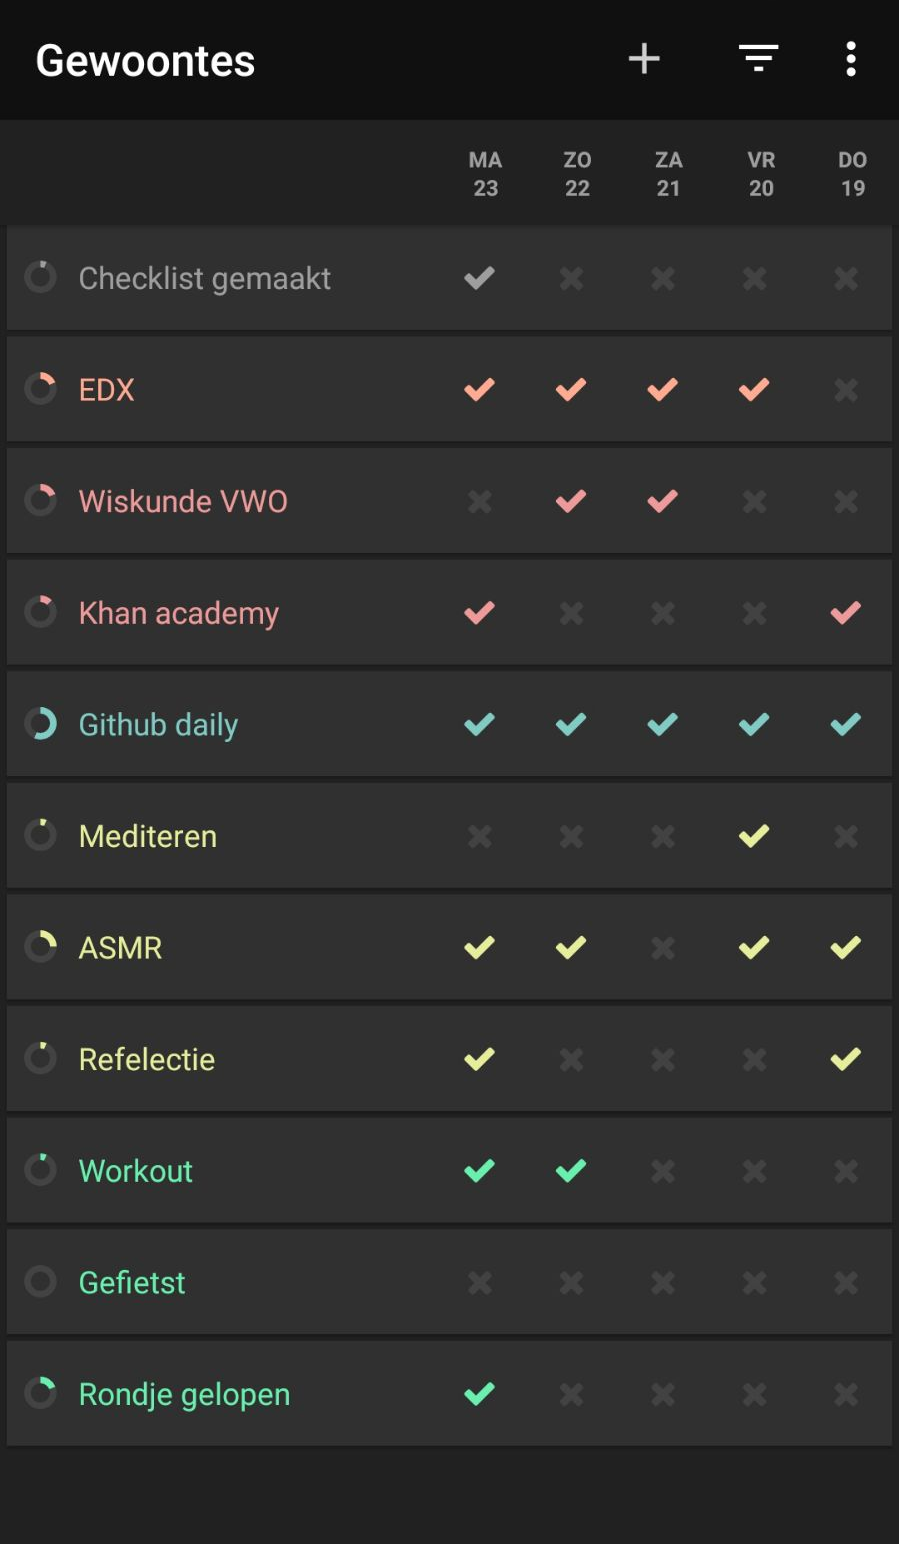 Gewoontes
MA ZO ZA VR DO
23 22 21 20 19
Checklist gemaakt
EDX
Wiskunde VWO
Khan academy
Github daily
Mediteren
ASMR
Refelectie
Workout
Gefietst
Rondje gelopen